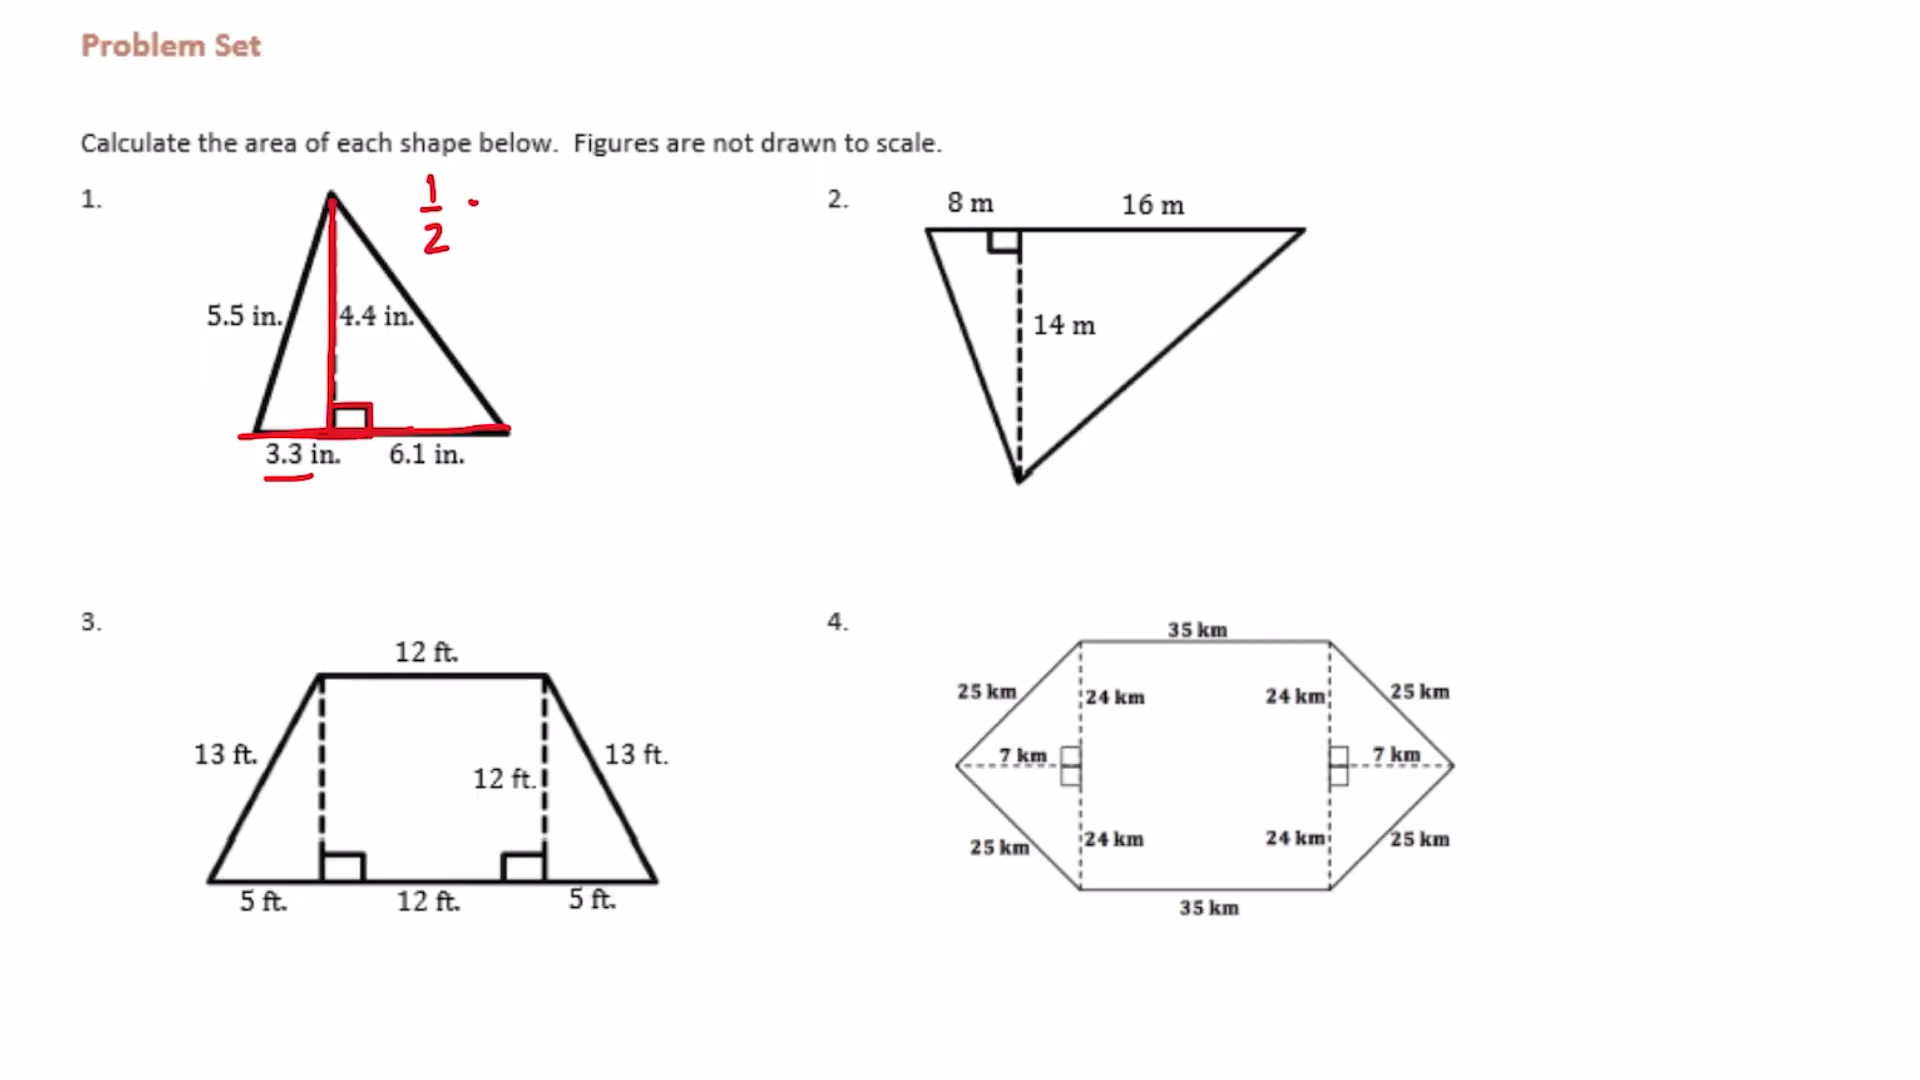 Problem Set
Calculate the area of each shape below. Figures are not drawn to scale.
1.
1/2 ·
5.5 in.
4.4 in.
3.3 in.
6.1 in.
2.
8 m
16 m
14 m
3.
12 ft.
13 ft.
13 ft.
12 ft.
5 ft.
12 ft.
5 ft.
4.
35 km
25 km
24 km
24 km
25 km
7 km
7 km
25 km
24 km
24 km
25 km
35 km